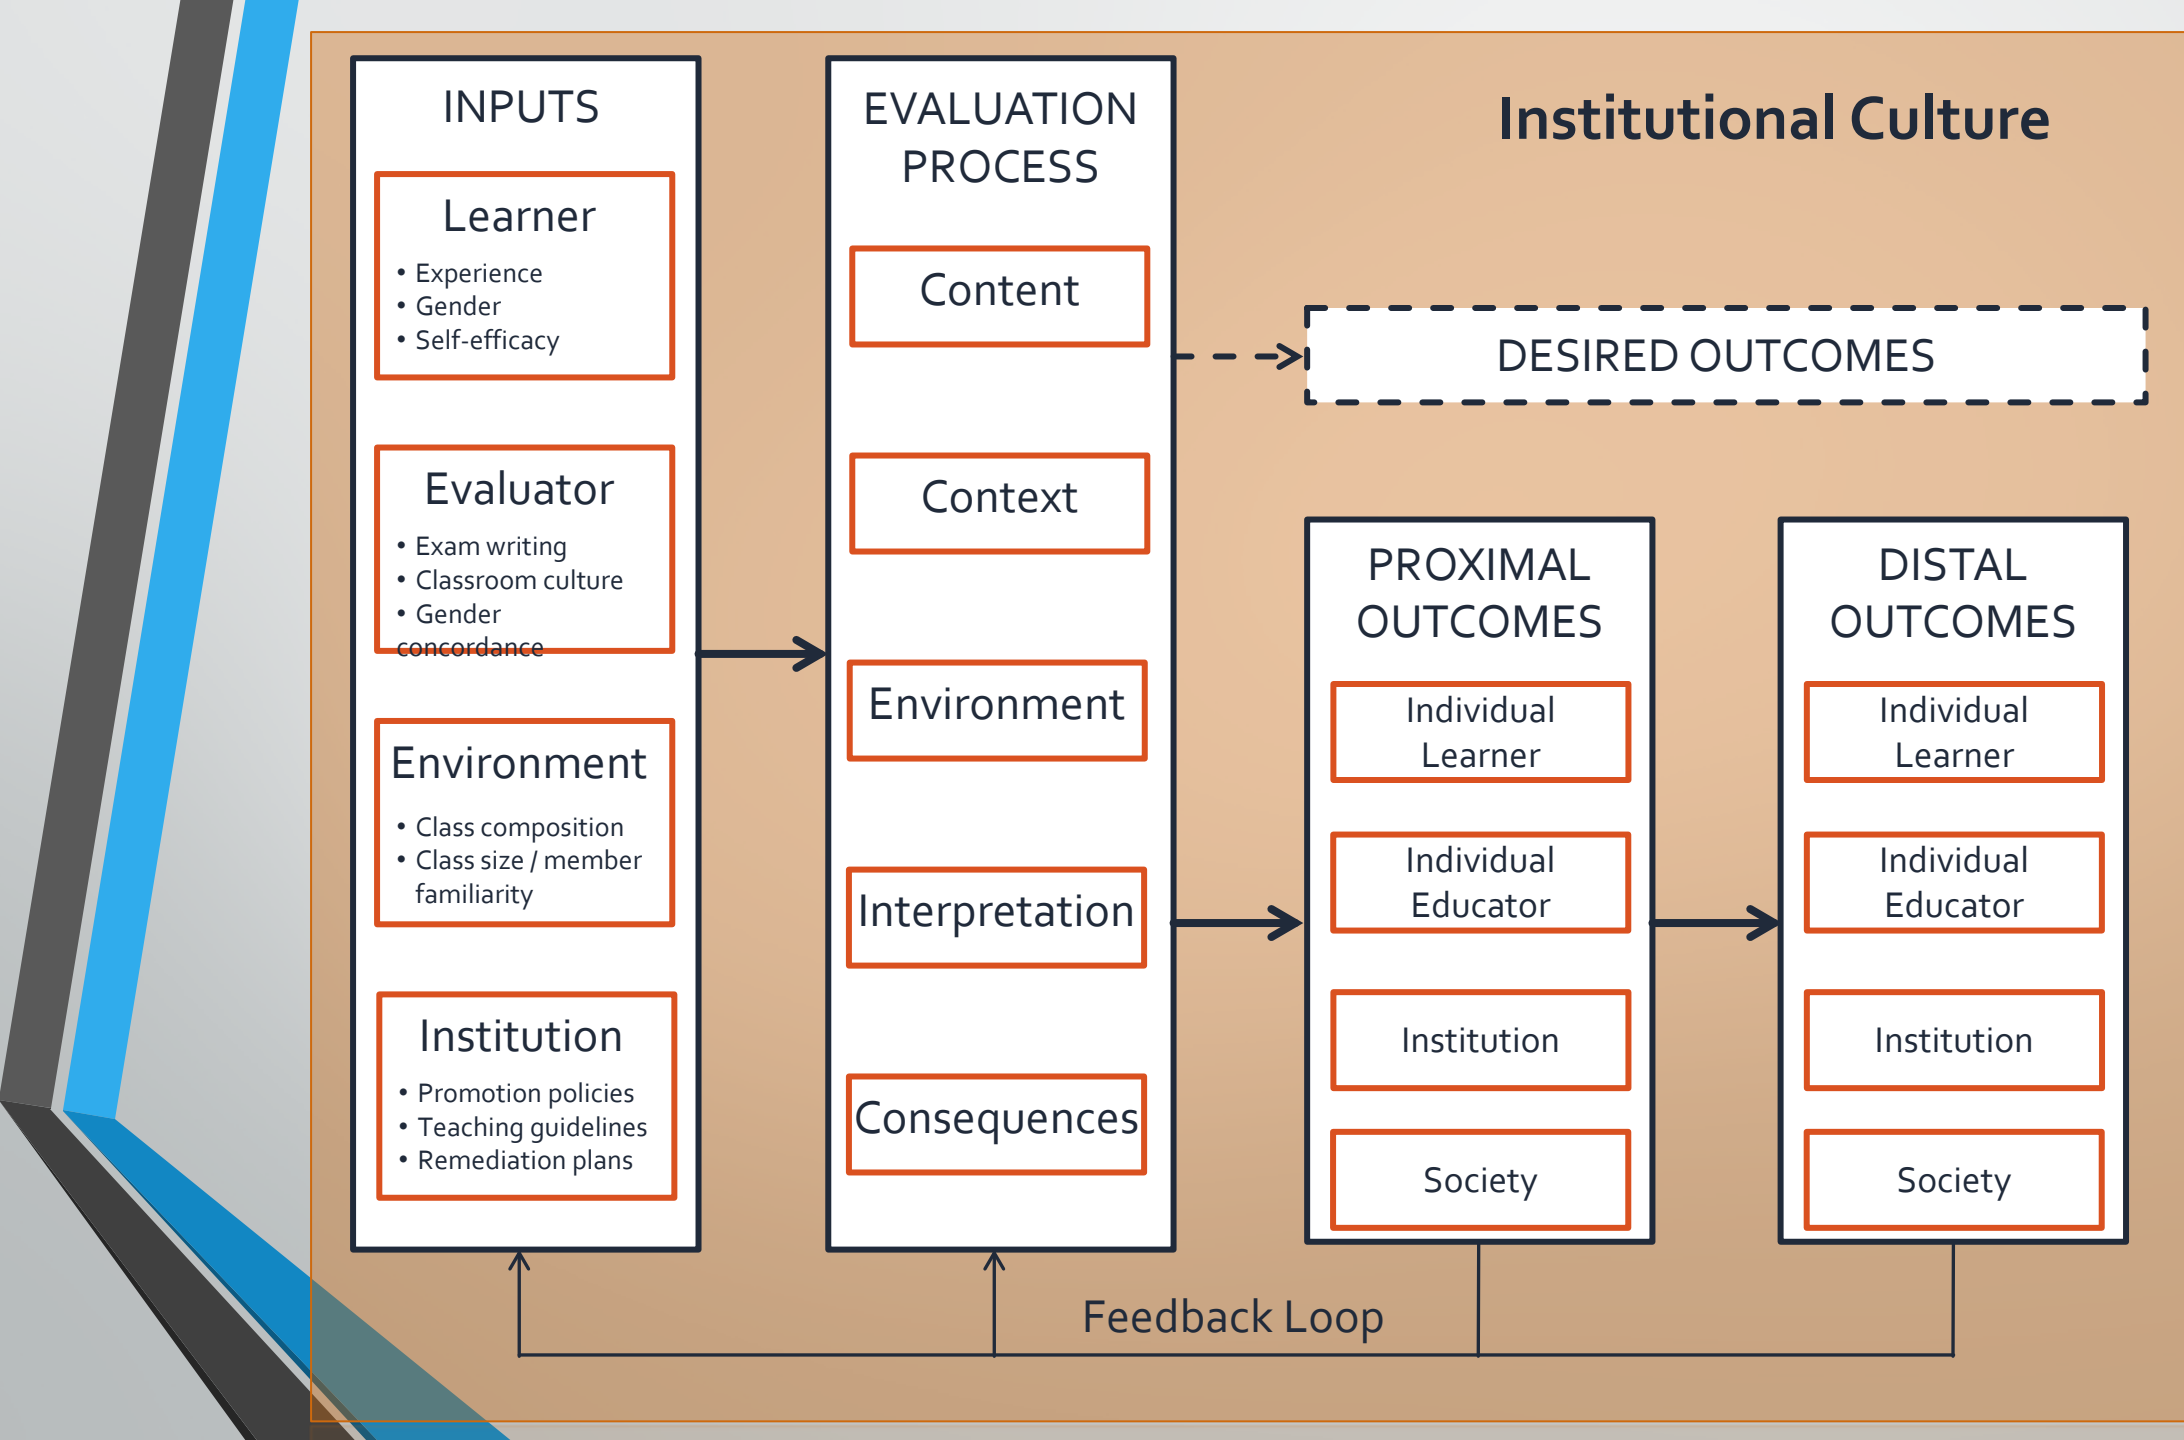 INPUTS
Learner
• Experience
• Gender
• Self-efficacy
Evaluator
• Exam writing
• Classroom culture
• Gender
concordance
Environment
• Class composition
• Class size / member
familiarity
Institution
• Promotion policies
• Teaching guidelines
• Remediation plans
EVALUATION
PROCESS
Content
Context
Environment
Interpretation
Consequences
Institutional Culture
DESIRED OUTCOMES
PROXIMAL
OUTCOMES
Individual
Learner
Individual
Educator
Institution
Society
DISTAL
OUTCOMES
Individual
Learner
Individual
Educator
Institution
Society
Feedback Loop